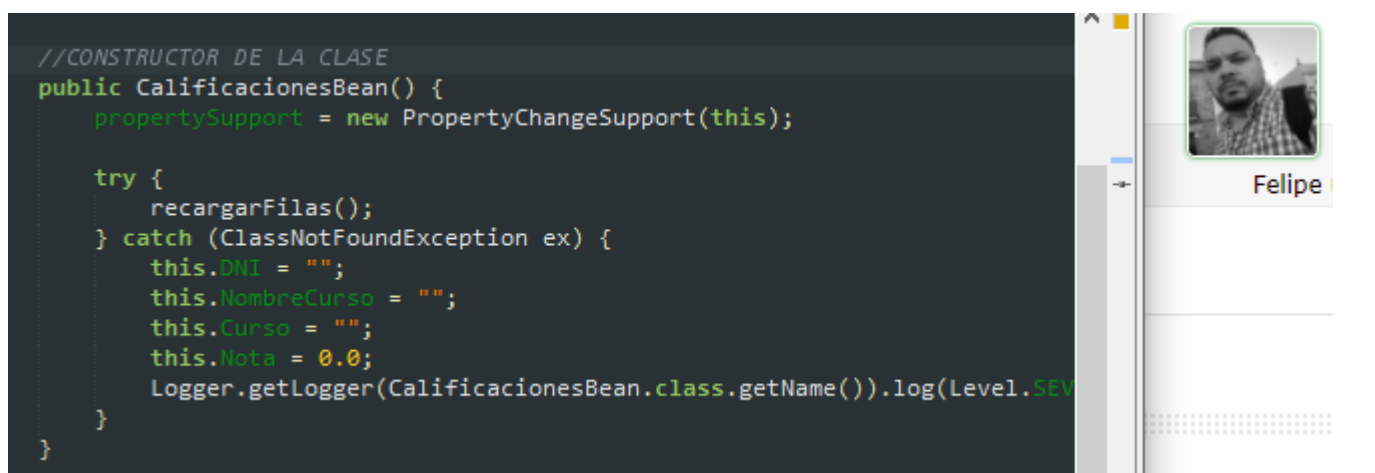 //CONSTRUCTOR DE LA CLASE
public CalificacionesBean() {
propertySupport = new PropertyChangeSupport(this);
try {
recargarFilas();
} catch (ClassNotFoundException ex) {
this.DNI = "";
this.NombreCurso = "";
this.Curso = "";
this.Nota = 0.0;
Logger.getLogger(CalificacionesBean.class.getName()).log(Level.SEV
}
}
Felipe